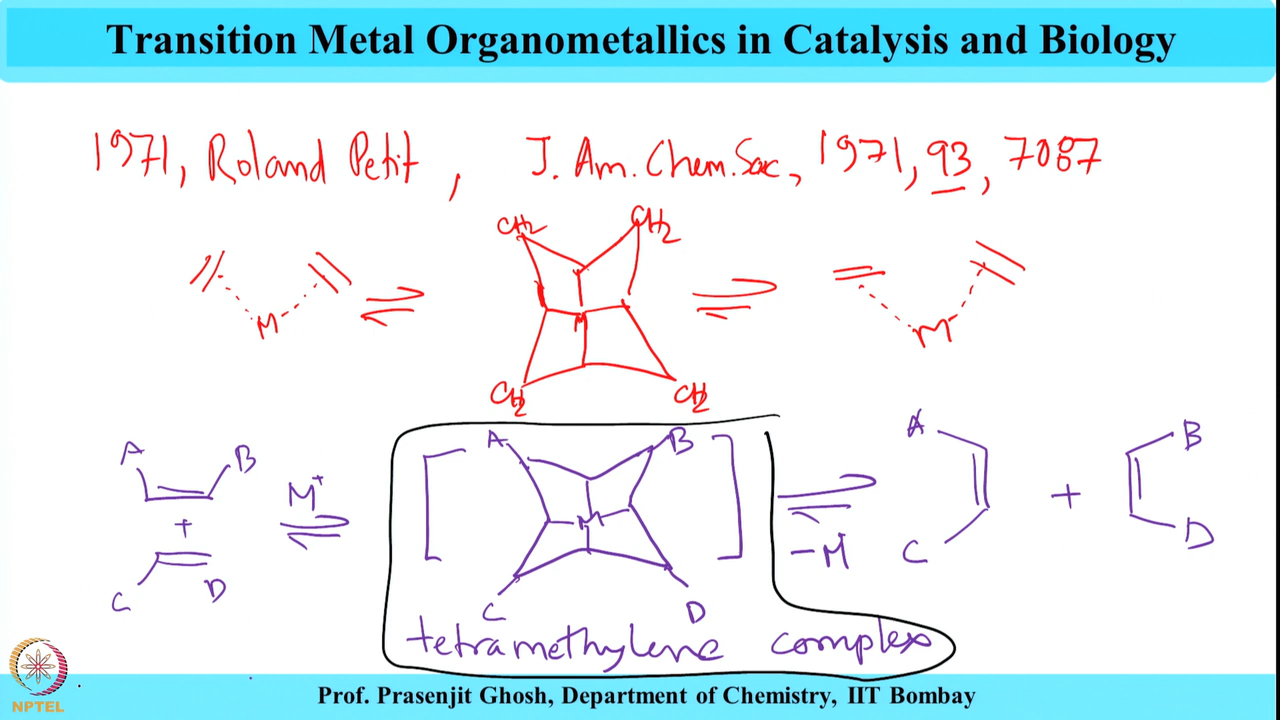 Transition Metal Organometallics in Catalysis and Biology
1971, Roland Petit, J. Am. Chem. Soc., 1971, 93, 7087
CH2 CH2
M M M
CH2 CH2
A B M+ A B -M A B
+ M +
C D C D C D
tetramethylene complex
NPTEL
Prof. Prasenjit Ghosh, Department of Chemistry, IIT Bombay